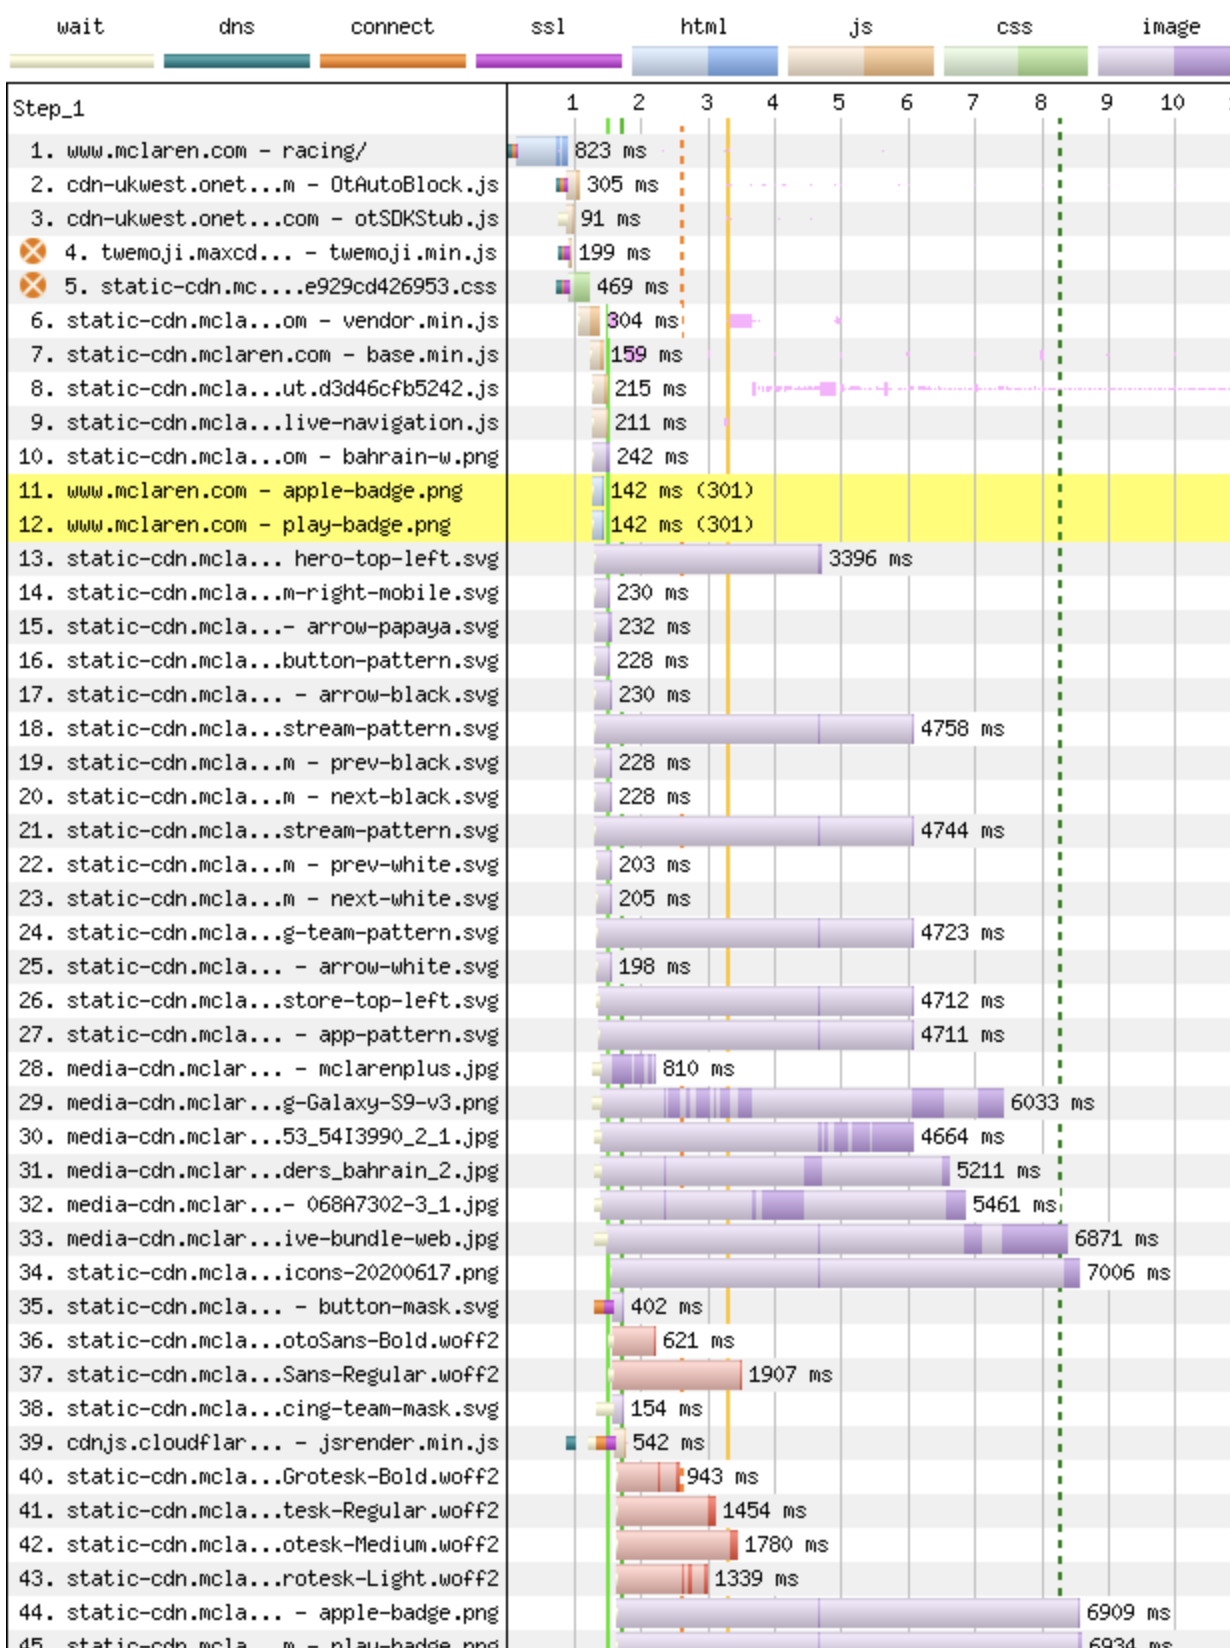 wait dns connect ssl html js css image
Step_1 1 2 3 4 5 6 7 8 9 10
1. www.mclaren.com - racing/ 823 ms
2. cdn-ukwest.onet...m - OtAutoBlock.js 305 ms
3. cdn-ukwest.onet...com - otSDKStub.js 91 ms
4. twemoji.maxcd... - twemoji.min.js 199 ms
5. static-cdn.mc....e929cd426953.css 469 ms
6. static-cdn.mcla...om - vendor.min.js 304 ms
7. static-cdn.mclaren.com - base.min.js 159 ms
8. static-cdn.mcla...ut.d3d46cfb5242.js 215 ms
9. static-cdn.mcla...live-navigation.js 211 ms
10. static-cdn.mcla...om - bahrain-w.png 242 ms
11. www.mclaren.com - apple-badge.png 142 ms (301)
12. www.mclaren.com - play-badge.png 142 ms (301)
13. static-cdn.mcla... hero-top-left.svg 3396 ms
14. static-cdn.mcla...m-right-mobile.svg 230 ms
15. static-cdn.mcla...- arrow-papaya.svg 232 ms
16. static-cdn.mcla...button-pattern.svg 228 ms
17. static-cdn.mcla... - arrow-black.svg 230 ms
18. static-cdn.mcla...stream-pattern.svg 4758 ms
19. static-cdn.mcla...m - prev-black.svg 228 ms
20. static-cdn.mcla...m - next-black.svg 228 ms
21. static-cdn.mcla...stream-pattern.svg 4744 ms
22. static-cdn.mcla...m - prev-white.svg 203 ms
23. static-cdn.mcla...m - next-white.svg 205 ms
24. static-cdn.mcla...g-team-pattern.svg 4723 ms
25. static-cdn.mcla... - arrow-white.svg 198 ms
26. static-cdn.mcla...store-top-left.svg 4712 ms
27. static-cdn.mcla... - app-pattern.svg 4711 ms
28. media-cdn.mclar... - mclarenplus.jpg 810 ms
29. media-cdn.mclar...g-Galaxy-S9-v3.png 6033 ms
30. media-cdn.mclar...53_54I3990_2_1.jpg 4664 ms
31. media-cdn.mclar...ders_bahrain_2.jpg 5211 ms
32. media-cdn.mclar...- 068A7302-3_1.jpg 5461 ms
33. media-cdn.mclar...ive-bundle-web.jpg 6871 ms
34. static-cdn.mcla...icons-20200617.png 7006 ms
35. static-cdn.mcla... - button-mask.svg 402 ms
36. static-cdn.mcla...otoSans-Bold.woff2 621 ms
37. static-cdn.mcla...Sans-Regular.woff2 1907 ms
38. static-cdn.mcla...cing-team-mask.svg 154 ms
39. cdnjs.cloudflar... - jsrender.min.js 542 ms
40. static-cdn.mcla...Grotesk-Bold.woff2 943 ms
41. static-cdn.mcla...tesk-Regular.woff2 1454 ms
42. static-cdn.mcla...otesk-Medium.woff2 1780 ms
43. static-cdn.mcla...rotesk-Light.woff2 1339 ms
44. static-cdn.mcla... - apple-badge.png 6909 ms
45. static-cdn.mcla...m - play-badge.png 6934 ms